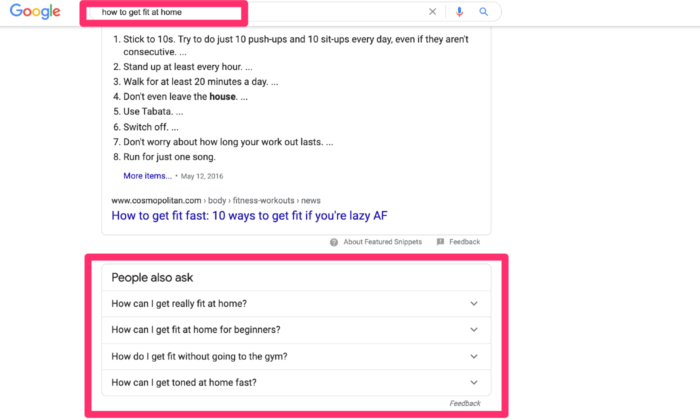 Google
how to get fit at home
1. Stick to 10s. Try to do just 10 push-ups and 10 sit-ups every day, even if they aren't
consecutive. ...
2. Stand up at least every hour. ...
3. Walk for at least 20 minutes a day. ...
4. Don't even leave the house. ...
5. Use Tabata. ...
6. Switch off. ...
7. Don't worry about how long your work out lasts. ...
8. Run for just one song.
More items... • May 12, 2016
www.cosmopolitan.com › body › fitness-workouts › news
How to get fit fast: 10 ways to get fit if you're lazy AF
About Featured Snippets Feedback
People also ask
How can I get really fit at home?
How can I get fit at home for beginners?
How do I get fit without going to the gym?
How can I get toned at home fast?
Feedback